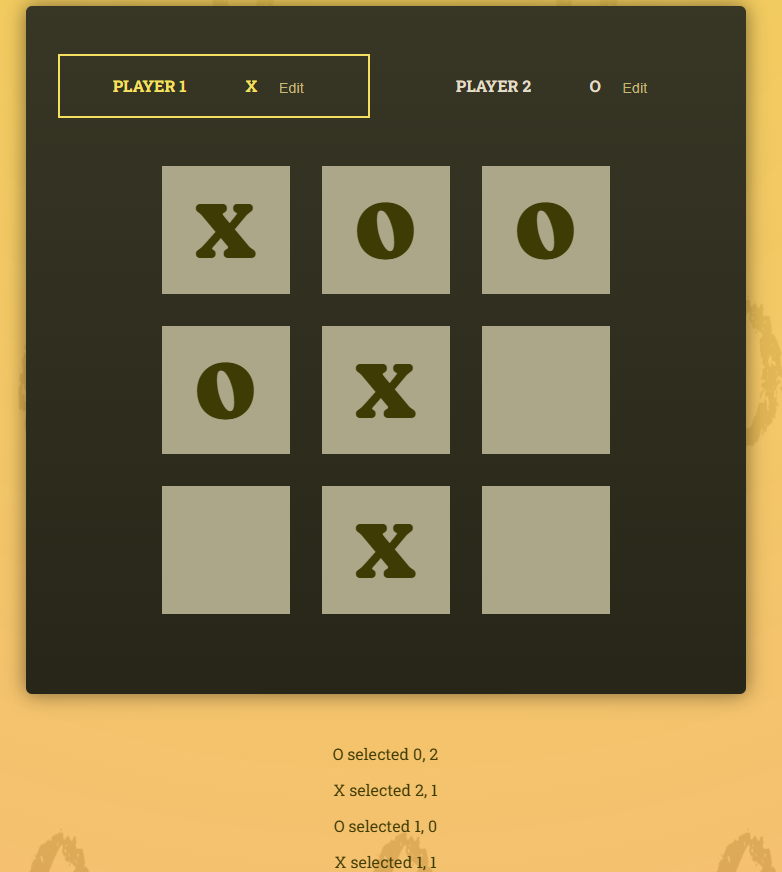 PLAYER 1 X Edit PLAYER 2 O Edit
X O O
O X
X
O selected 0, 2
X selected 2, 1
O selected 1, 0
X selected 1, 1